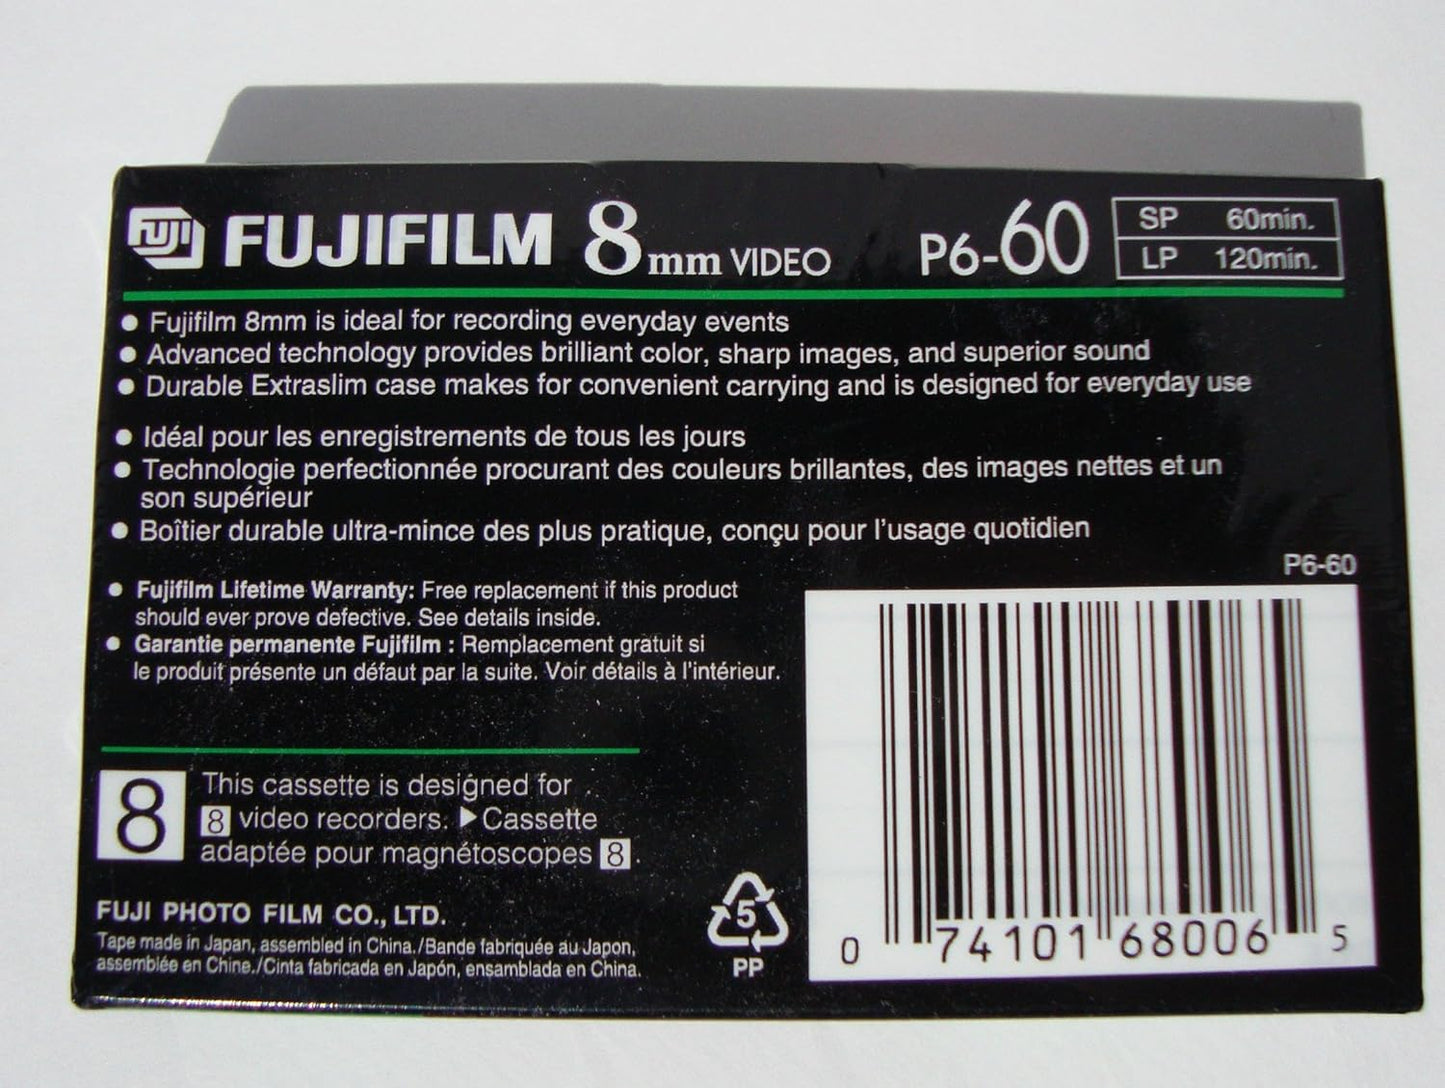 FUJI FUJIFILM 8mm VIDEO P6-60
SP 60min.
LP 120min.
● Fujifilm 8mm is ideal for recording everyday events
● Advanced technology provides brilliant color, sharp images, and superior sound
● Durable Extraslim case makes for convenient carrying and is designed for everyday use
● Idéal pour les enregistrements de tous les jours
● Technologie perfectionnée procurant des couleurs brillantes, des images nettes et un
son supérieur
● Boîtier durable ultra-mince des plus pratique, conçu pour l'usage quotidien
● Fujifilm Lifetime Warranty: Free replacement if this product
should ever prove defective. See details inside.
● Garantie permanente Fujifilm : Remplacement gratuit si
le produit présente un défaut par la suite. Voir détails à l'intérieur.
8
This cassette is designed for
8 video recorders. ▶Cassette
adaptée pour magnétoscopes 8.
FUJI PHOTO FILM CO., LTD.
Tape made in Japan, assembled in China./Bande fabriquée au Japon,
assemblée en Chine./Cinta fabricada en Japón, ensamblada en China.
5
PP
P6-60
0 74101 68006 5